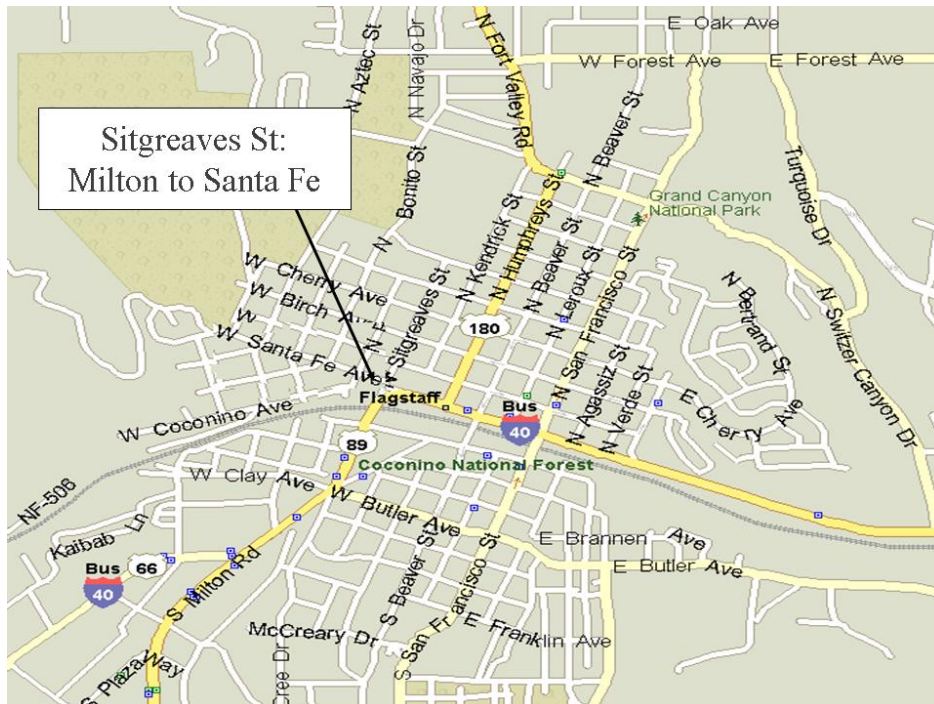 E Oak Ave
W Forest Ave
E Forest Ave
N Fort Valley Rd
N Aztec St
N Navajo Dr
Sitgreaves St:
Milton to Santa Fe
N Beaver St
Turquoise Dr
Grand Canyon
National Park
N Bonito St
N Kendrick St
N Humphreys St
N Beaver St
N Leroux St
N San Francisco St
W Cherry Ave
W Birch Ave
W
W Santa Fe Ave
N Sitgreaves St
180
N Bertrand St
N Switzer Canyon Dr
Flagstaff
Bus
40
N Agassiz St
N Verde St
E Cherry Ave
W Coconino Ave
89
Coconino National Forest
W Clay Ave
W Butler Ave
NF-506
Kaibab Ln
Bus
40
66
S Milton Rd
E Brannen Ave
E Butler Ave
S Beaver St
S San Francisco St
E Franklin Ave
McCreary Dr
Cree Dr
S Plaza Way